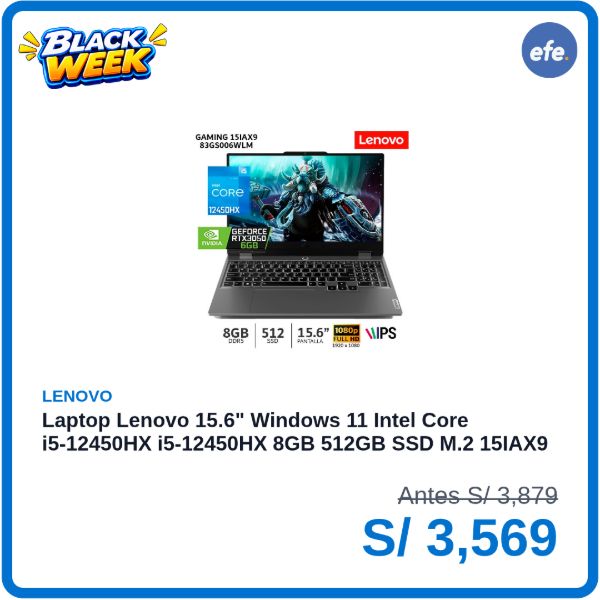 BLACK
WEEK
efe.
GAMING 15IAX9
83GS006WLM
Lenovo
intel
CORE
i5
12450HX
NVIDIA
GEFORCE
RTX3050
6GB
8GB
DDR5
512
SSD
15.6"
PANTALLA
1080p
FULL HD
1920 x 1080
IPS
LENOVO
Laptop Lenovo 15.6" Windows 11 Intel Core
i5-12450HX i5-12450HX 8GB 512GB SSD M.2 15IAX9
Antes S/ 3,879
S/ 3,569